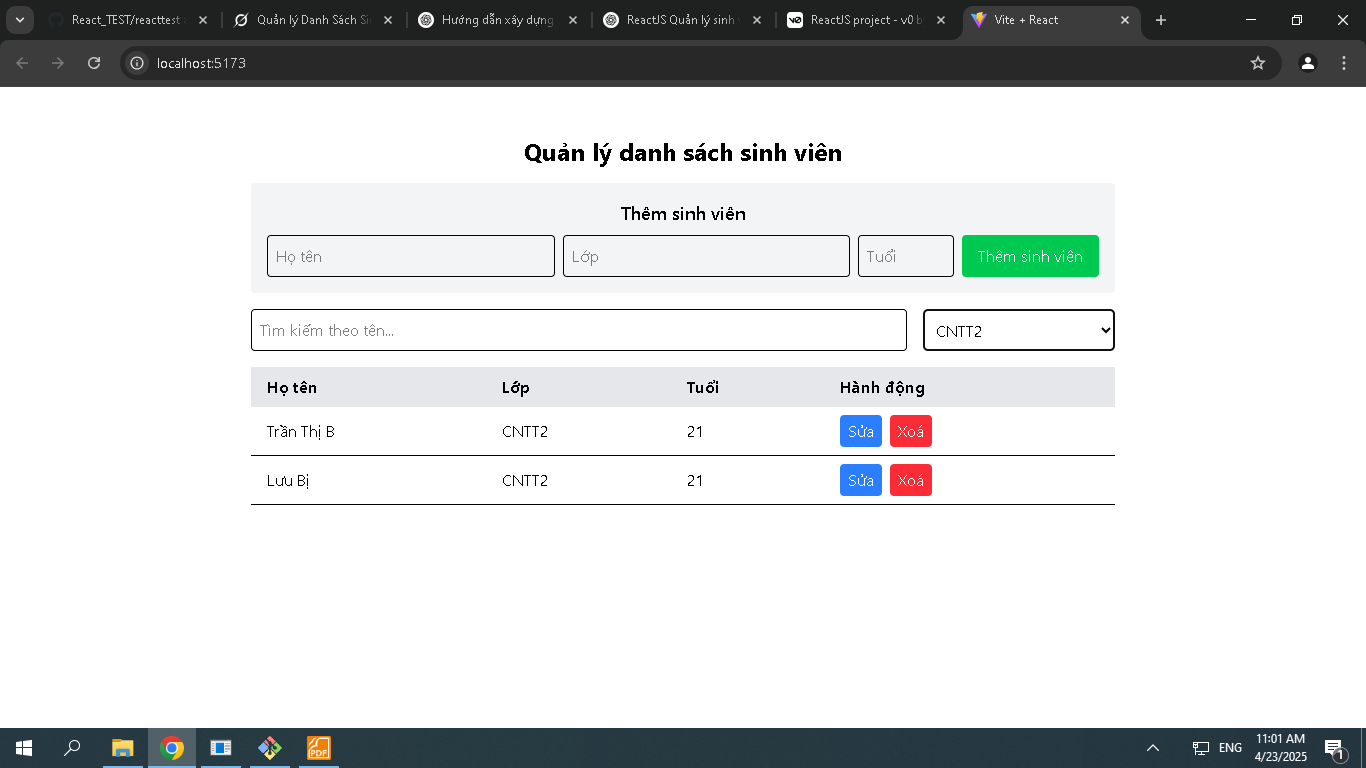 React_TEST/reacttest
Quản lý Danh Sách Si
Hướng dẫn xây dựng
ReactJS Quản lý sinh
ReactJS project - v0 b
Vite + React
localhost:5173
Quản lý danh sách sinh viên
Thêm sinh viên
Họ tên
Lớp
Tuổi
Thêm sinh viên
Tìm kiếm theo tên...
CNTT2
Họ tên Lớp Tuổi Hành động
Trần Thị B CNTT2 21 Sửa Xoá
Lưu Bị CNTT2 21 Sửa Xoá
PDF
ENG
11:01 AM
4/23/2025
1